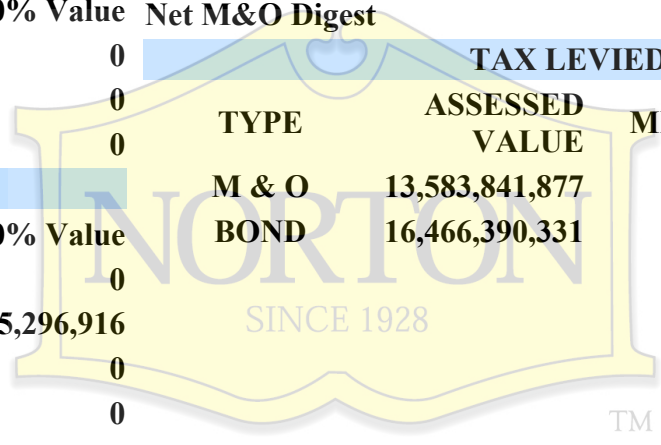 0% Value
0
0
0
0% Value
0
5,296,916
0
0
Net M&O Digest
TAX LEVIED
TYPE ASSESSED VALUE
M & O 13,583,841,877
BOND 16,466,390,331
NORTON
SINCE 1928
TM